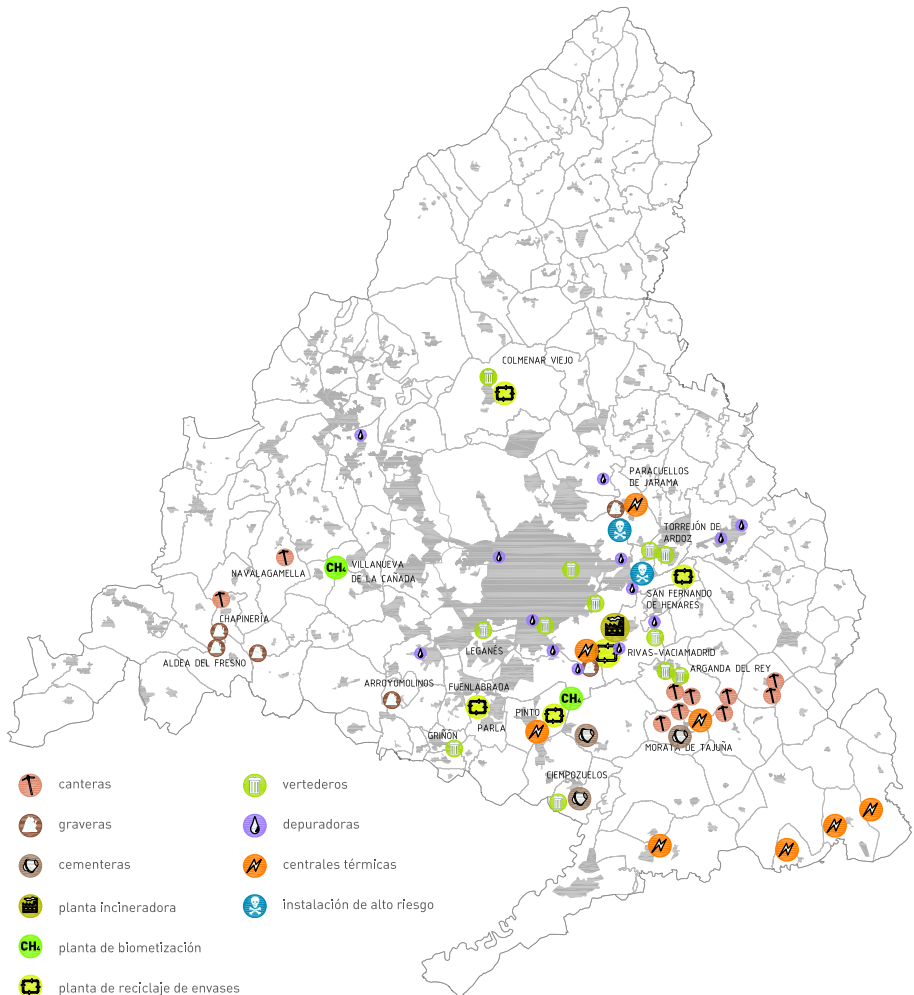 COLMENAR VIEJO
PARACUELLOS
DE JARAMA
TORREJÓN DE
ARDOZ
VILLANUEVA
DE LA CAÑADA
CH₄
NAVALAGAMELLA
SAN FERNANDO
DE HENARES
CHAPINERÍA
LEGANÉS
RIVAS-VACIAMADRID
ALDEA DEL FRESNO
ARGANDA DEL REY
ARROYOMOLINOS
FUENLABRADA
CH₄
PINTO
PARLA
GRIÑÓN
MORATA DE TAJUÑA
CIEMPOZUELOS
canteras
graveras
cementeras
planta incineradora
CH₄
planta de biometización
planta de reciclaje de envases
vertederos
depuradoras
centrales térmicas
instalación de alto riesgo